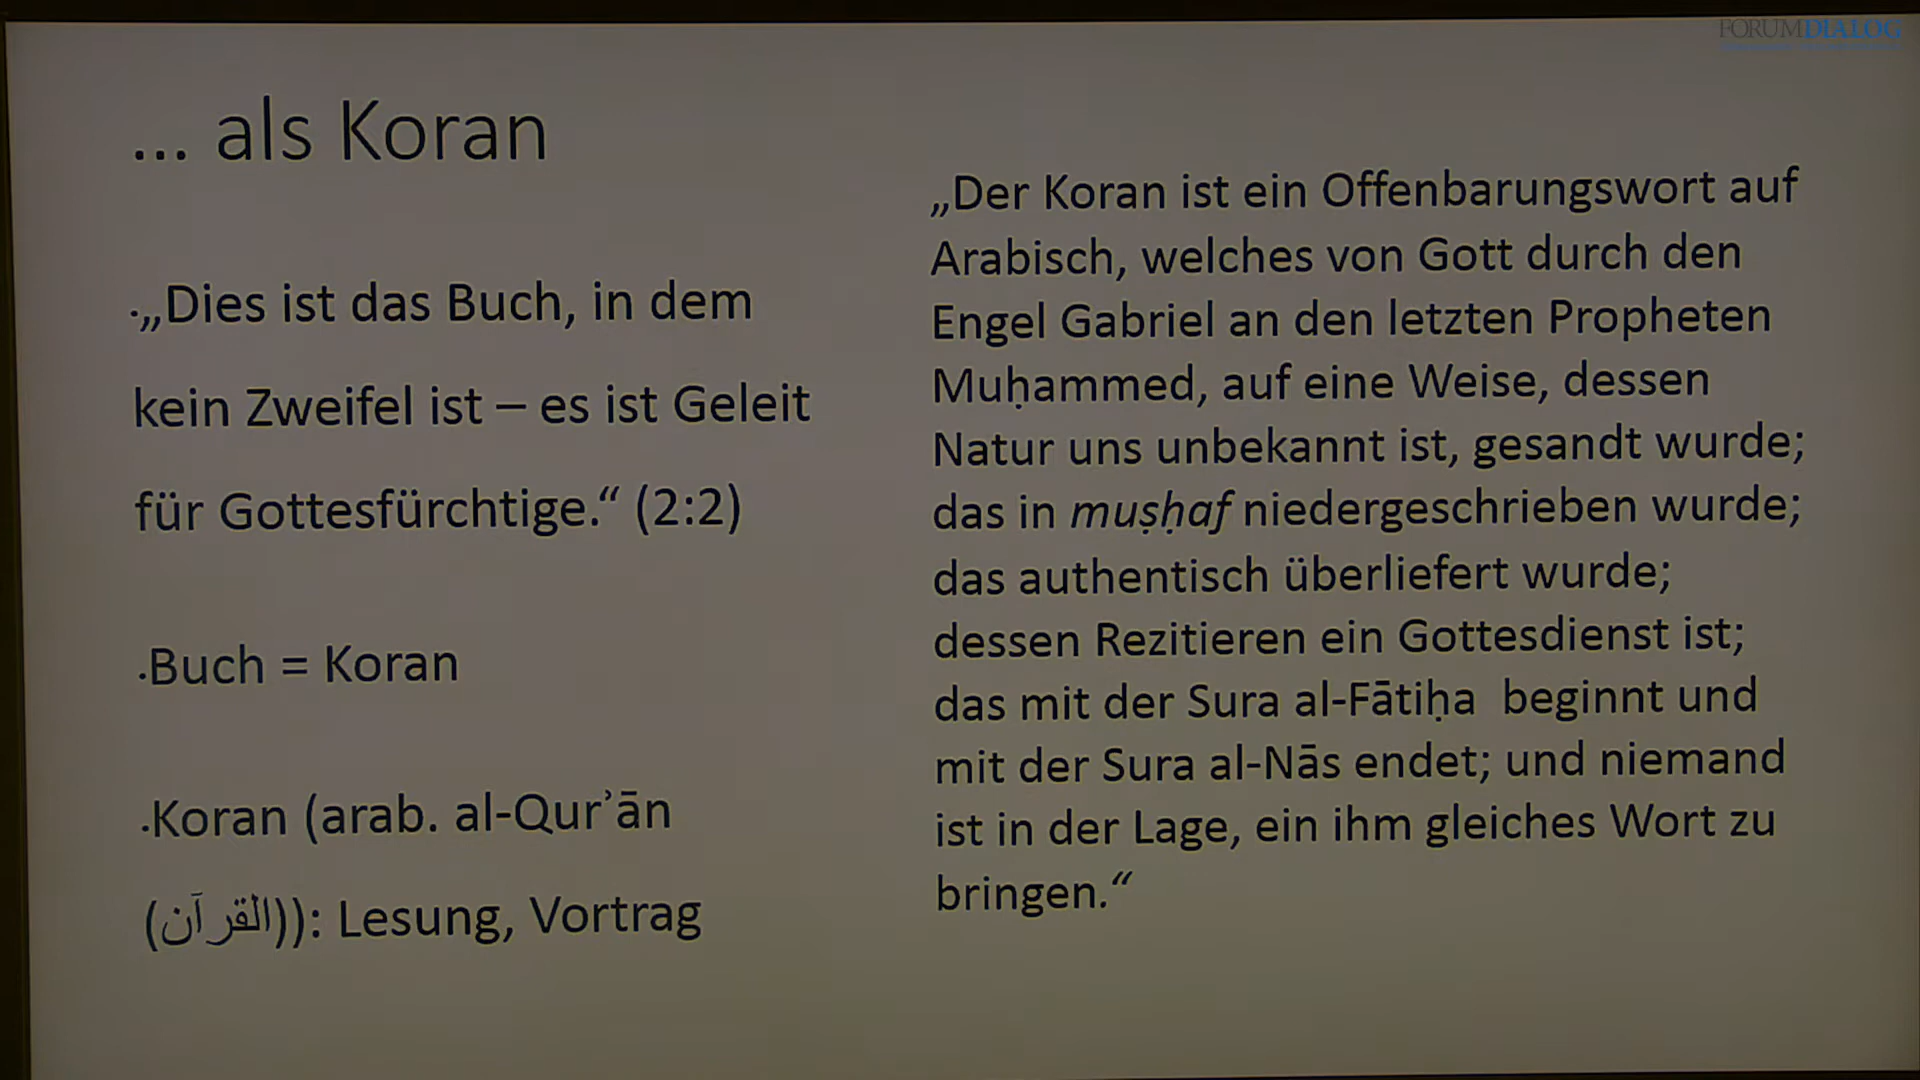 FORUMDIALOG
... als Koran
·„Dies ist das Buch, in dem
kein Zweifel ist – es ist Geleit
für Gottesfürchtige.“ (2:2)
·Buch = Koran
·Koran (arab. al-Qurʾān
(القرآن)): Lesung, Vortrag
„Der Koran ist ein Offenbarungswort auf
Arabisch, welches von Gott durch den
Engel Gabriel an den letzten Propheten
Muḥammed, auf eine Weise, dessen
Natur uns unbekannt ist, gesandt wurde;
das in muṣḥaf niedergeschrieben wurde;
das authentisch überliefert wurde;
dessen Rezitieren ein Gottesdienst ist;
das mit der Sura al-Fātiḥa beginnt und
mit der Sura al-Nās endet; und niemand
ist in der Lage, ein ihm gleiches Wort zu
bringen.“